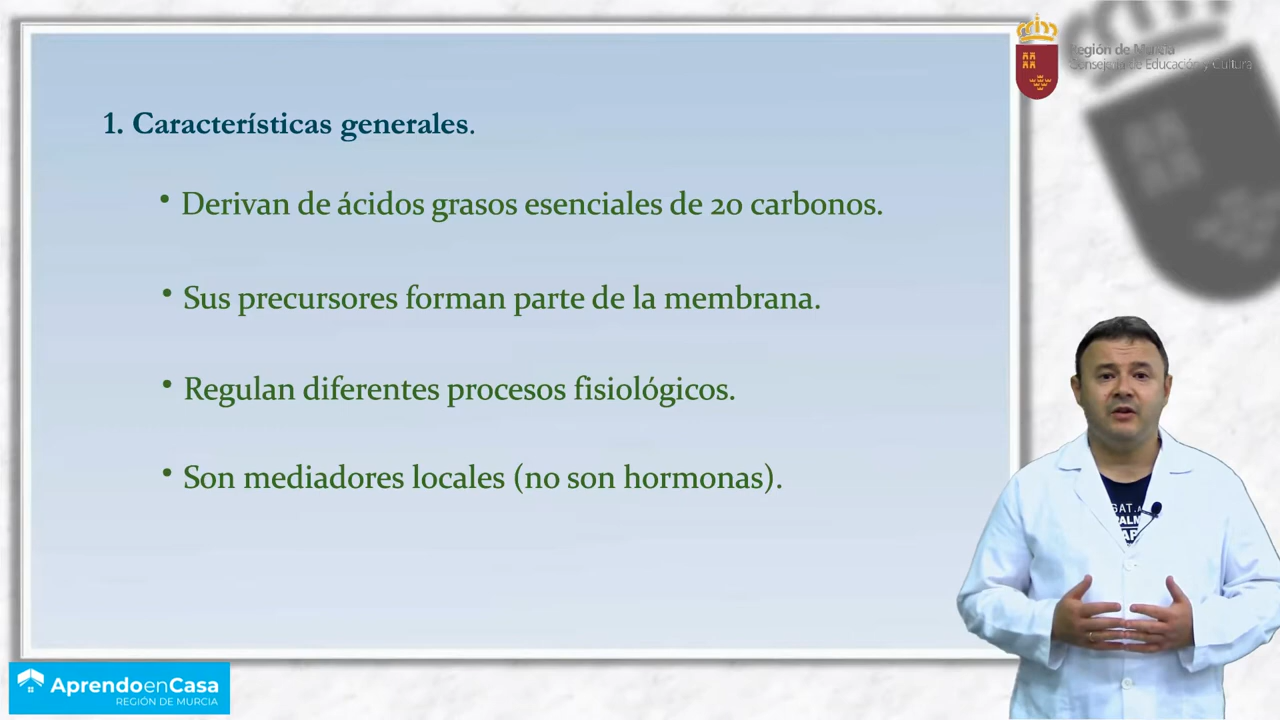 Región de Murcia
Consejería de Educación y Cultura
1. Características generales.
• Derivan de ácidos grasos esenciales de 20 carbonos.
• Sus precursores forman parte de la membrana.
• Regulan diferentes procesos fisiológicos.
• Son mediadores locales (no son hormonas).
SAT.A
AprendoenCasa
REGIÓN DE MURCIA